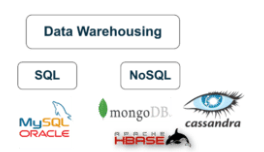 Data Warehousing
SQL
NoSQL
MySQL
ORACLE
mongoDB.
APACHE
HBASE
cassandra